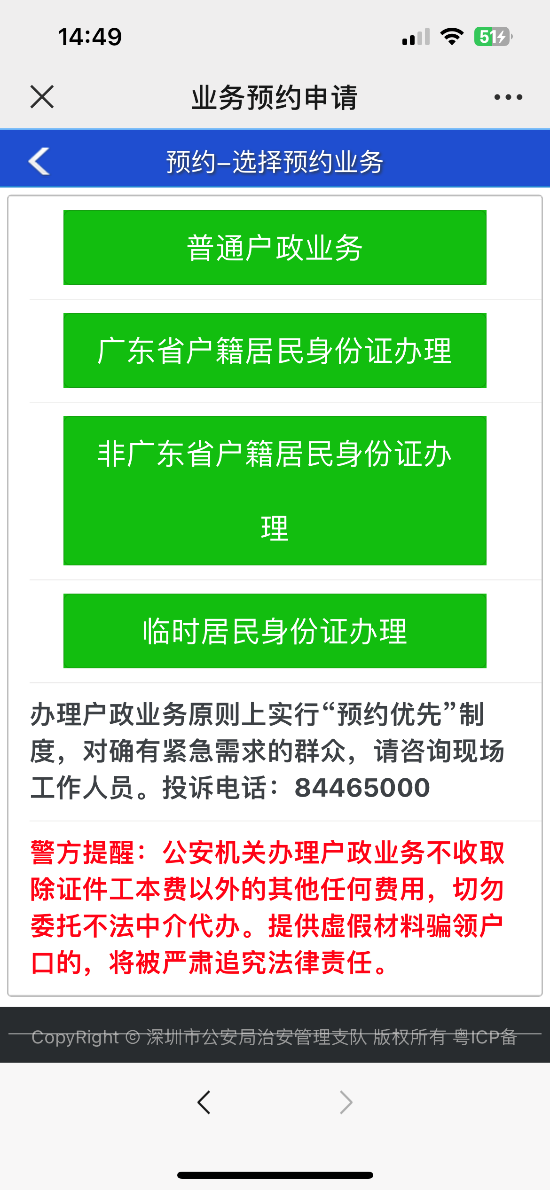 14:49
51
业务预约申请
预约-选择预约业务
普通户政业务
广东省户籍居民身份证办理
非广东省户籍居民身份证办
理
临时居民身份证办理
办理户政业务原则上实行“预约优先”制
度，对确有紧急需求的群众，请咨询现场
工作人员。投诉电话：84465000
警方提醒：公安机关办理户政业务不收取
除证件工本费以外的其他任何费用，切勿
委托不法中介代办。提供虚假材料骗领户
口的，将被严肃追究法律责任。
CopyRight © 深圳市公安局治安管理支队 版权所有 粤ICP备